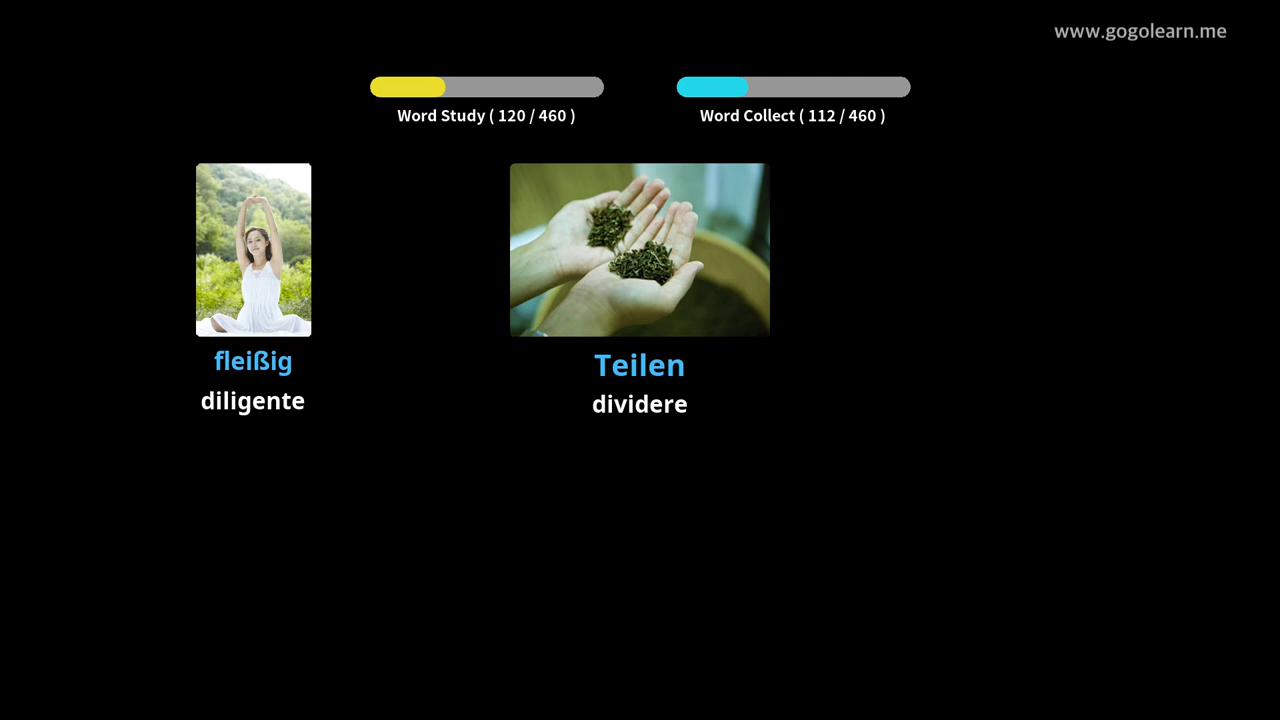 www.gogolearn.me
Word Study ( 120 / 460 )
Word Collect ( 112 / 460 )
fleißig
diligente
Teilen
dividere